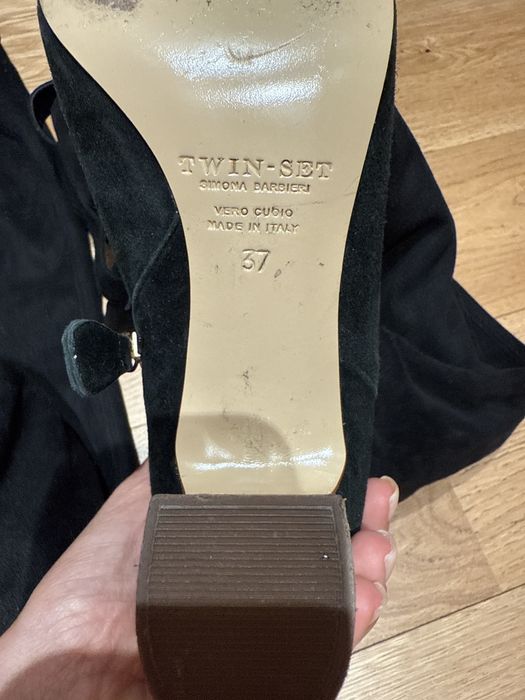 TWIN-SET
SIMONA BARBIERI
VERO CUOIO
MADE IN ITALY
37